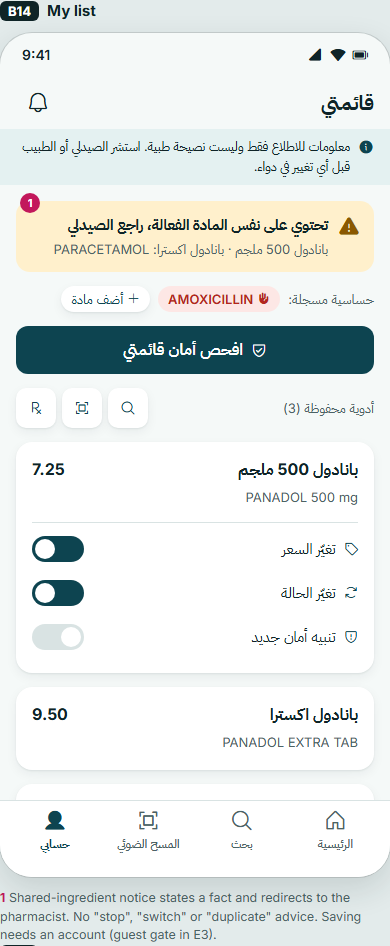 B14 My list
9:41
قائمتي
معلومات للاطلاع فقط وليست نصيحة طبية. استشر الصيدلي أو الطبيب
قبل أي تغيير في دواء.
1
تحتوي على نفس المادة الفعالة، راجع الصيدلي
بانادول 500 ملجم · بانادول اكسترا: PARACETAMOL
حساسية مسجلة: AMOXICILLIN + أضف مادة
افحص أمان قائمتي
أدوية محفوظة (3)
بانادول 500 ملجم 7.25
PANADOL 500 mg
تغيّر السعر
تغيّر الحالة
تنبيه أمان جديد
بانادول اكسترا 9.50
PANADOL EXTRA TAB
الرئيسية بحث المسح الضوئي حسابي
1 Shared-ingredient notice states a fact and redirects to the
pharmacist. No "stop", "switch" or "duplicate" advice. Saving
needs an account (guest gate in E3).